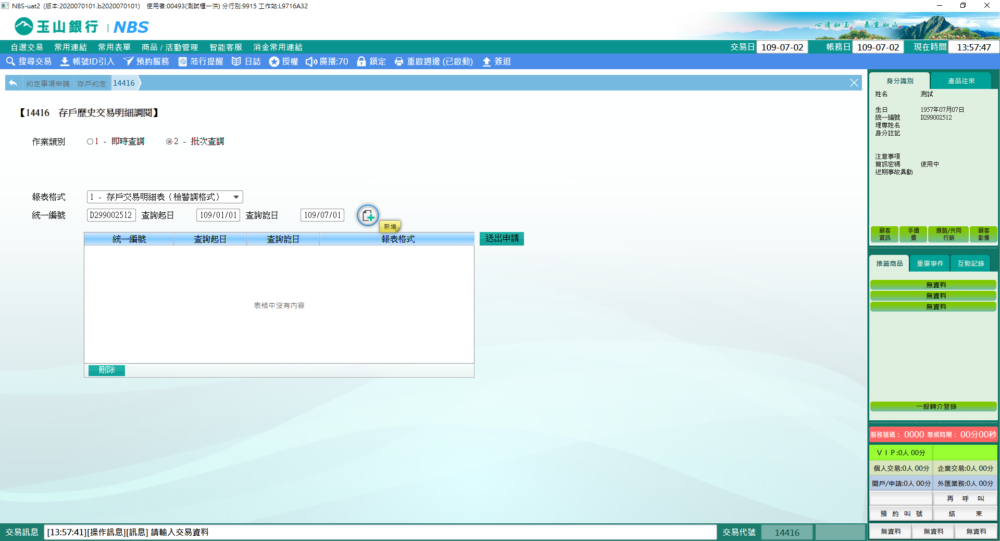 NBS-uat2 (版本:2020070101.b2020070101) 使用者:00493(測試櫃一洪) 分行別:9915 工作站:L9716A32
玉山銀行 | NBS
心清如玉。義重如山。
自選交易 常用連結 常用表單 商品 / 活動管理 智能客服 消金常用連結 交易日 109-07-02 帳務日 109-07-02 現在時間 13:57:47
搜尋交易 帳號ID引入 預約服務 蒞行提醒 日誌 授權 廣播:70 鎖定 重啟週邊 (已啟動) 簽退
約定事項申請 存戶約定 14416
【14416 存戶歷史交易明細調閱】
作業類別 1 - 即時查調 2 - 批次查調
報表格式 1 - 存戶交易明細表（檢警調格式）
統一編號 D299002512 查詢起日 109/01/01 查詢訖日 109/07/01
新增
統一編號 查詢起日 查詢訖日 報表格式 送出申請
表格中沒有內容
刪除
身分識別 產品往來
姓名 測試
生日 1957年07月07日
統一編號 D299002512
理專姓名
身分註記
注意事項
簡訊密碼 使用中
近期事故異動
顧客資訊 手續費 通路/共同行銷 顧客影像
推薦商品 重要事件 互動記錄
無資料
無資料
無資料
一般轉介登錄
服務號碼： 0000 等候時間： 00分00秒
ＶＩＰ:0人 00分
個人交易:0人 00分 企業交易:0人 00分
開戶/申請:0人 00分 外匯業務:0人 00分
再 呼 叫
預 約 叫 號 結 束
無資料 無資料 無資料
交易訊息 [13:57:41][操作訊息][訊息] 請輸入交易資料 交易代號 14416